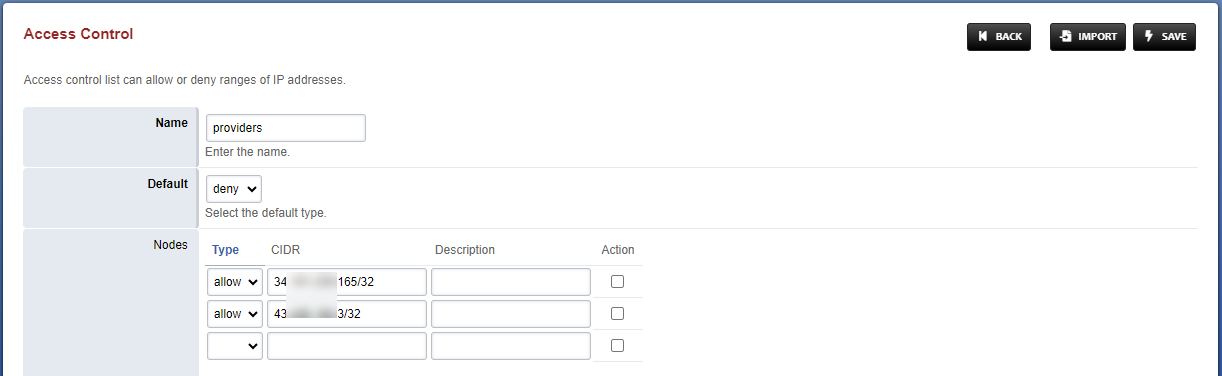 Access Control
BACK IMPORT SAVE
Access control list can allow or deny ranges of IP addresses.
Name
providers
Enter the name.
Default
deny
Select the default type.
Nodes
Type CIDR Description Action
allow 34 165/32
allow 43 3/32